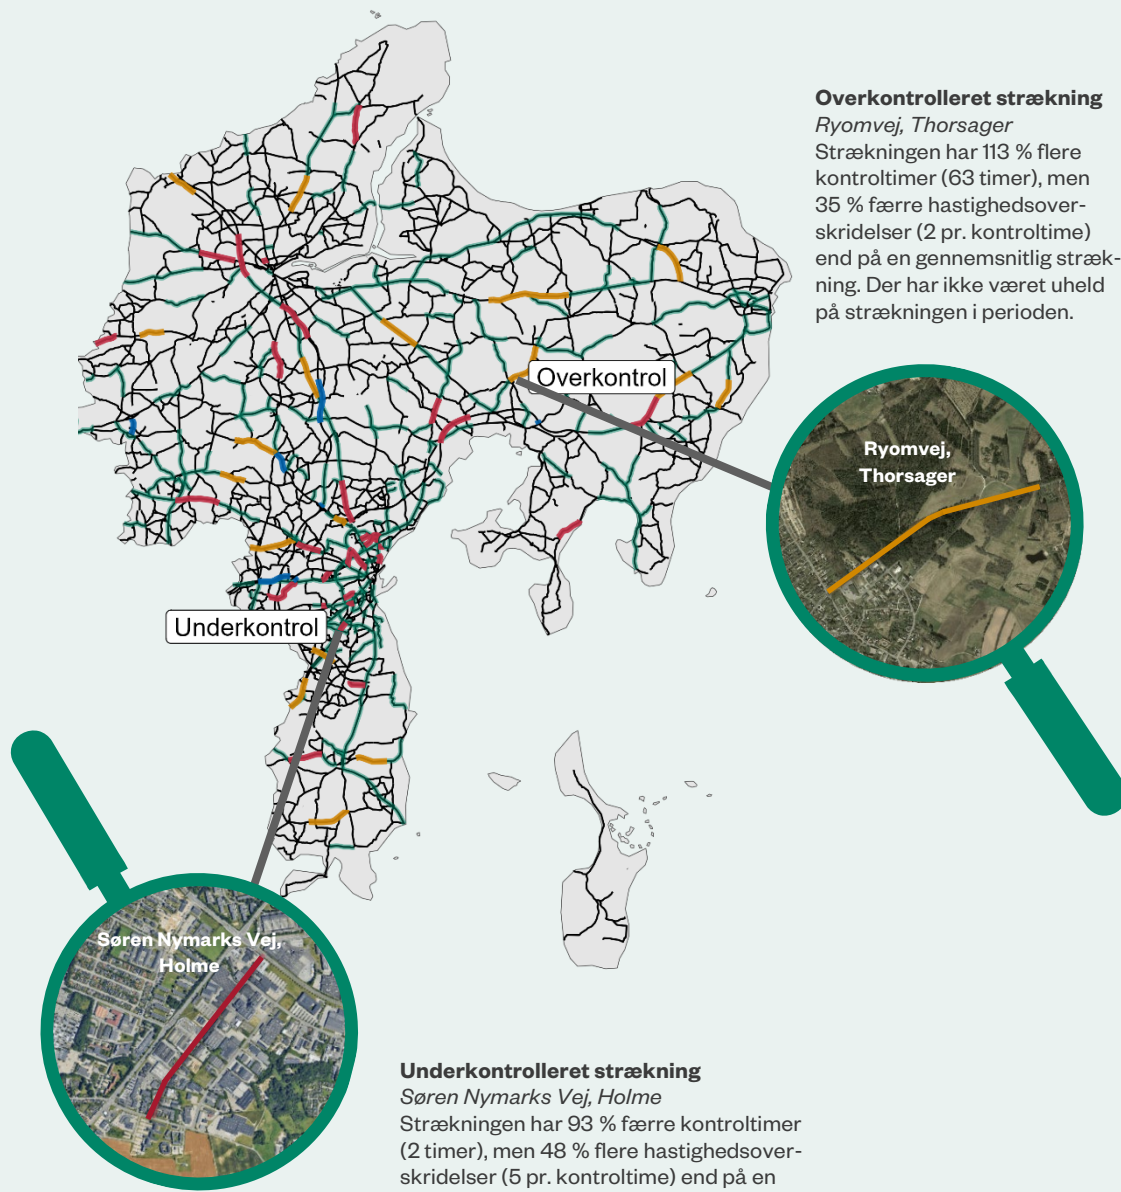 Overkontrolleret strækning
Ryomvej, Thorsager
Strækningen har 113 % flere
kontroltimer (63 timer), men
35 % færre hastighedsover-
skridelser (2 pr. kontroltime)
end på en gennemsnitlig stræk-
ning. Der har ikke været uheld
på strækningen i perioden.
Overkontrol
Ryomvej,
Thorsager
Underkontrol
Søren Nymarks Vej,
Holme
Underkontrolleret strækning
Søren Nymarks Vej, Holme
Strækningen har 93 % færre kontroltimer
(2 timer), men 48 % flere hastighedsover-
skridelser (5 pr. kontroltime) end på en